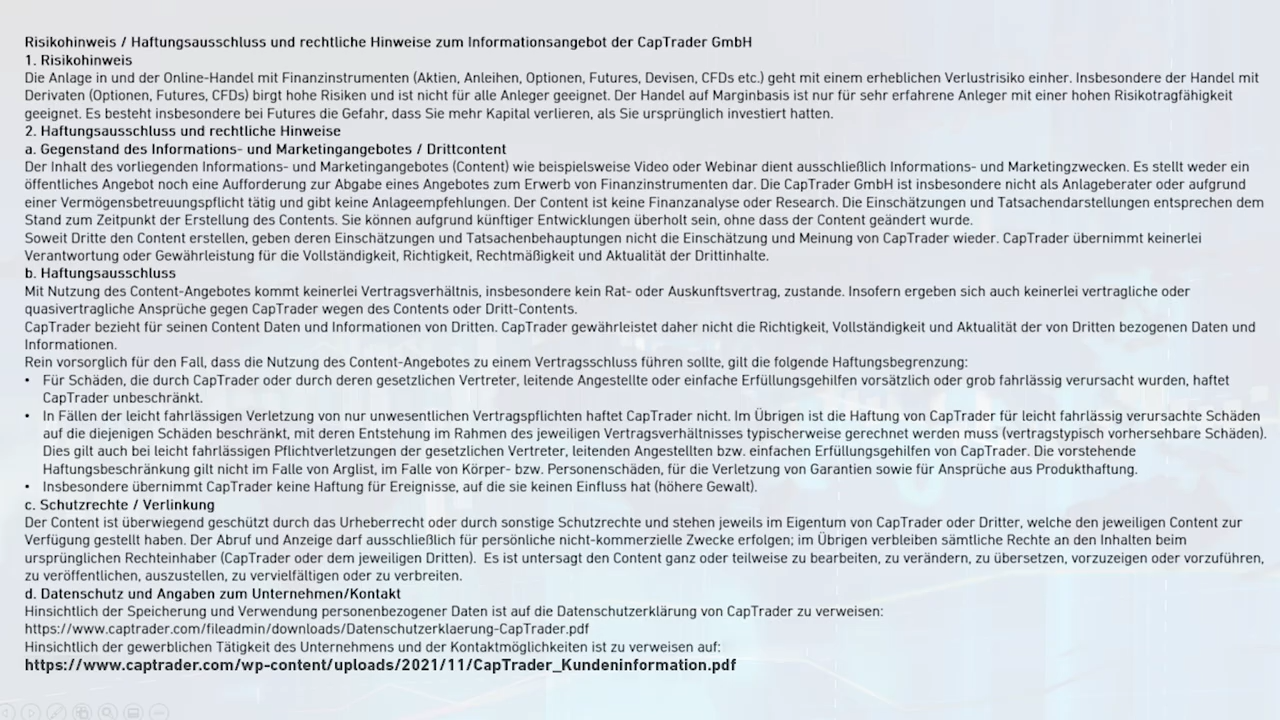 Risikohinweis / Haftungsausschluss und rechtliche Hinweise zum Informationsangebot der CapTrader GmbH
1. Risikohinweis
Die Anlage in und der Online-Handel mit Finanzinstrumenten (Aktien, Anleihen, Optionen, Futures, Devisen, CFDs etc.) geht mit einem erheblichen Verlustrisiko einher. Insbesondere der Handel mit
Derivaten (Optionen, Futures, CFDs) birgt hohe Risiken und ist nicht für alle Anleger geeignet. Der Handel auf Marginbasis ist nur für sehr erfahrene Anleger mit einer hohen Risikotragfähigkeit
geeignet. Es besteht insbesondere bei Futures die Gefahr, dass Sie mehr Kapital verlieren, als Sie ursprünglich investiert hatten.
2. Haftungsausschluss und rechtliche Hinweise
a. Gegenstand des Informations- und Marketingangebotes / Drittcontent
Der Inhalt des vorliegenden Informations- und Marketingangebotes (Content) wie beispielsweise Video oder Webinar dient ausschließlich Informations- und Marketingzwecken. Es stellt weder ein
öffentliches Angebot noch eine Aufforderung zur Abgabe eines Angebotes zum Erwerb von Finanzinstrumenten dar. Die CapTrader GmbH ist insbesondere nicht als Anlageberater oder aufgrund
einer Vermögensbetreuungspflicht tätig und gibt keine Anlageempfehlungen. Der Content ist keine Finanzanalyse oder Research. Die Einschätzungen und Tatsachendarstellungen entsprechen dem
Stand zum Zeitpunkt der Erstellung des Contents. Sie können aufgrund künftiger Entwicklungen überholt sein, ohne dass der Content geändert wurde.
Soweit Dritte den Content erstellen, geben deren Einschätzungen und Tatsachenbehauptungen nicht die Einschätzung und Meinung von CapTrader wieder. CapTrader übernimmt keinerlei
Verantwortung oder Gewährleistung für die Vollständigkeit, Richtigkeit, Rechtmäßigkeit und Aktualität der Drittinhalte.
b. Haftungsausschluss
Mit Nutzung des Content-Angebotes kommt keinerlei Vertragsverhältnis, insbesondere kein Rat- oder Auskunftsvertrag, zustande. Insofern ergeben sich auch keinerlei vertragliche oder
quasivertragliche Ansprüche gegen CapTrader wegen des Contents oder Dritt-Contents.
CapTrader bezieht für seinen Content Daten und Informationen von Dritten. CapTrader gewährleistet daher nicht die Richtigkeit, Vollständigkeit und Aktualität der von Dritten bezogenen Daten und
Informationen.
Rein vorsorglich für den Fall, dass die Nutzung des Content-Angebotes zu einem Vertragsschluss führen sollte, gilt die folgende Haftungsbegrenzung:
• Für Schäden, die durch CapTrader oder durch deren gesetzlichen Vertreter, leitende Angestellte oder einfache Erfüllungsgehilfen vorsätzlich oder grob fahrlässig verursacht wurden, haftet
CapTrader unbeschränkt.
• In Fällen der leicht fahrlässigen Verletzung von nur unwesentlichen Vertragspflichten haftet CapTrader nicht. Im Übrigen ist die Haftung von CapTrader für leicht fahrlässig verursachte Schäden
auf die diejenigen Schäden beschränkt, mit deren Entstehung im Rahmen des jeweiligen Vertragsverhältnisses typischerweise gerechnet werden muss (vertragstypisch vorhersehbare Schäden).
Dies gilt auch bei leicht fahrlässigen Pflichtverletzungen der gesetzlichen Vertreter, leitenden Angestellten bzw. einfachen Erfüllungsgehilfen von CapTrader. Die vorstehende
Haftungsbeschränkung gilt nicht im Falle von Arglist, im Falle von Körper- bzw. Personenschäden, für die Verletzung von Garantien sowie für Ansprüche aus Produkthaftung.
• Insbesondere übernimmt CapTrader keine Haftung für Ereignisse, auf die sie keinen Einfluss hat (höhere Gewalt).
c. Schutzrechte / Verlinkung
Der Content ist überwiegend geschützt durch das Urheberrecht oder durch sonstige Schutzrechte und stehen jeweils im Eigentum von CapTrader oder Dritter, welche den jeweiligen Content zur
Verfügung gestellt haben. Der Abruf und Anzeige darf ausschließlich für persönliche nicht-kommerzielle Zwecke erfolgen; im Übrigen verbleiben sämtliche Rechte an den Inhalten beim
ursprünglichen Rechteinhaber (CapTrader oder dem jeweiligen Dritten). Es ist untersagt den Content ganz oder teilweise zu bearbeiten, zu verändern, zu übersetzen, vorzuzeigen oder vorzuführen,
zu veröffentlichen, auszustellen, zu vervielfältigen oder zu verbreiten.
d. Datenschutz und Angaben zum Unternehmen/Kontakt
Hinsichtlich der Speicherung und Verwendung personenbezogener Daten ist auf die Datenschutzerklärung von CapTrader zu verweisen:
https://www.captrader.com/fileadmin/downloads/Datenschutzerklaerung-CapTrader.pdf
Hinsichtlich der gewerblichen Tätigkeit des Unternehmens und der Kontaktmöglichkeiten ist zu verweisen auf:
https://www.captrader.com/wp-content/uploads/2021/11/CapTrader_Kundeninformation.pdf